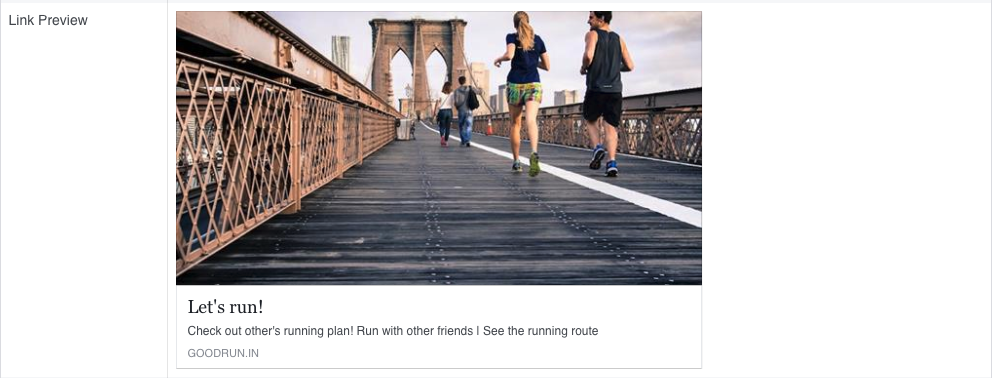 Link Preview
Let's run!
Check out other's running plan! Run with other friends | See the running route
GOODRUN.IN